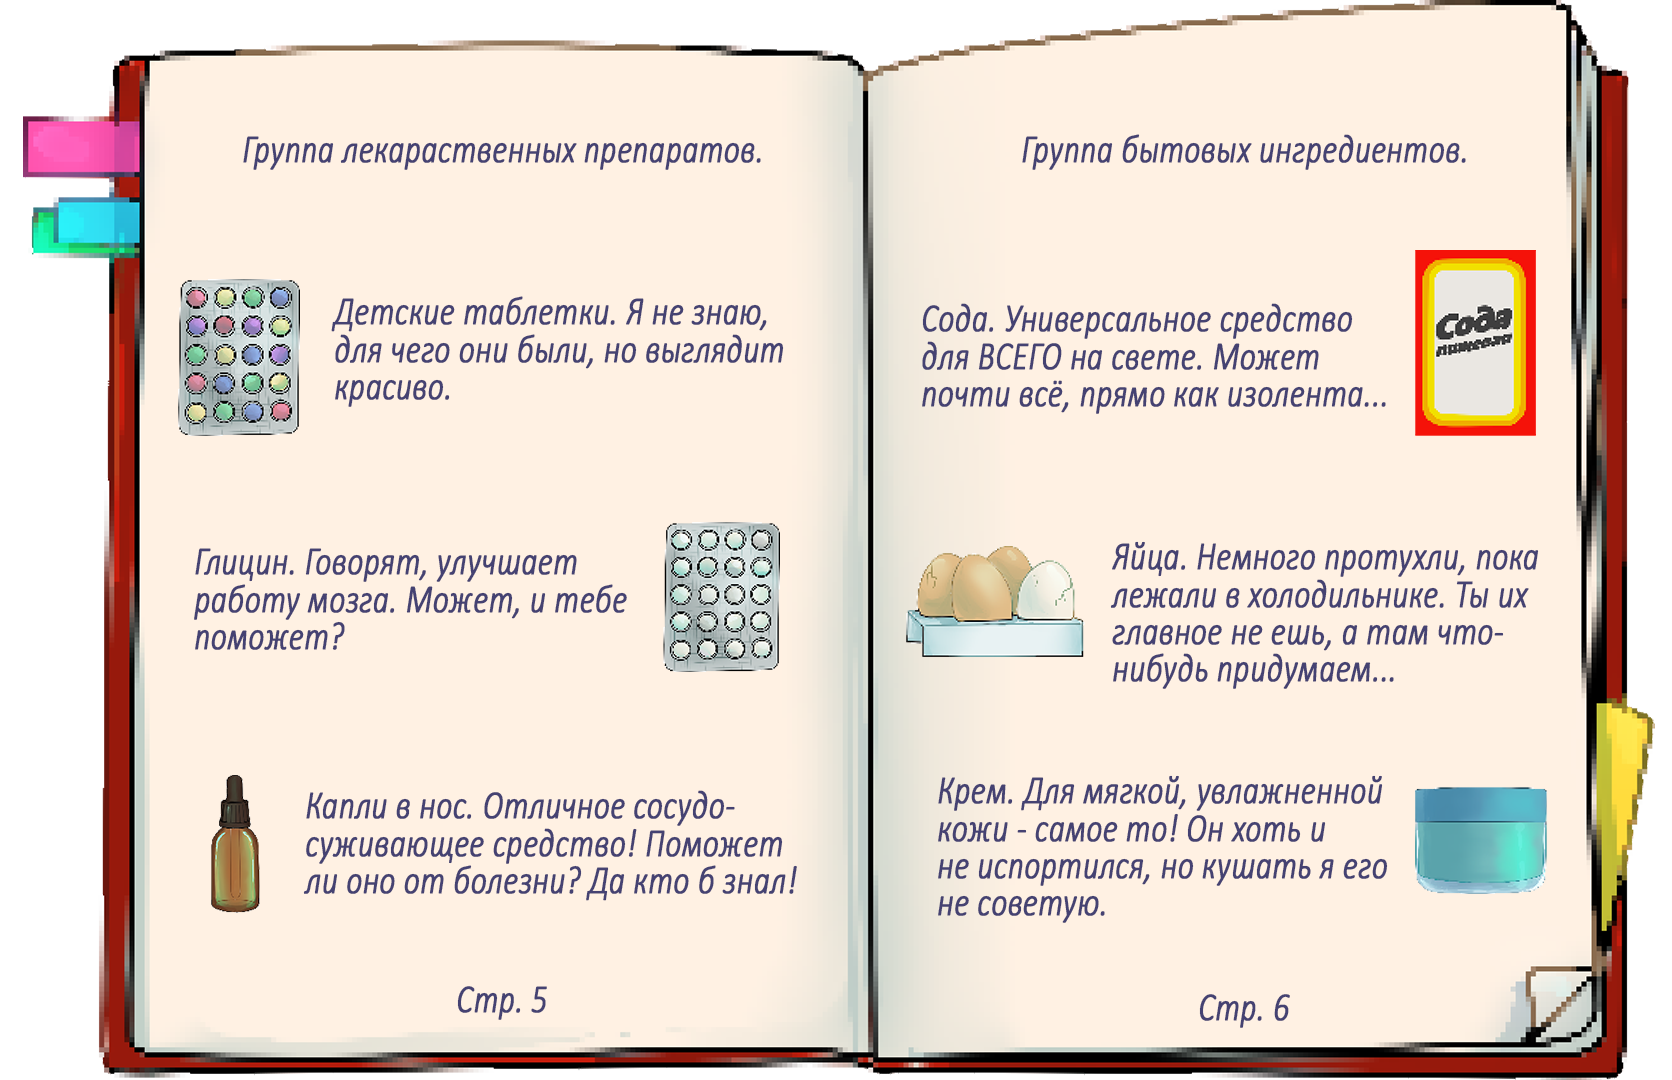 Группа лекараственных препаратов.
Детские таблетки. Я не знаю,
для чего они были, но выглядит
красиво.
Глицин. Говорят, улучшает
работу мозга. Может, и тебе
поможет?
Капли в нос. Отличное сосудо-
суживающее средство! Поможет
ли оно от болезни? Да кто б знал!
Стр. 5
Группа бытовых ингредиентов.
Сода. Универсальное средство
для ВСЕГО на свете. Может
почти всё, прямо как изолента...
Сода
Яйца. Немного протухли, пока
лежали в холодильнике. Ты их
главное не ешь, а там что-
нибудь придумаем...
Крем. Для мягкой, увлажненной
кожи - самое то! Он хоть и
не испортился, но кушать я его
не советую.
Стр. 6